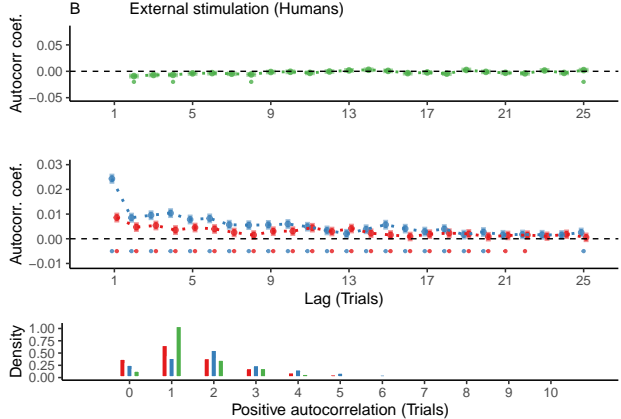 B External stimulation (Humans)
Autocorr coef.
0.05
0.00
−0.05
1 5 9 13 17 21 25
Autocorr. coef.
0.03
0.02
0.01
0.00
−0.01
1 5 9 13 17 21 25
Lag (Trials)
Density
1.00
0.75
0.50
0.25
0.00
0 1 2 3 4 5 6 7 8 9 10
Positive autocorrelation (Trials)